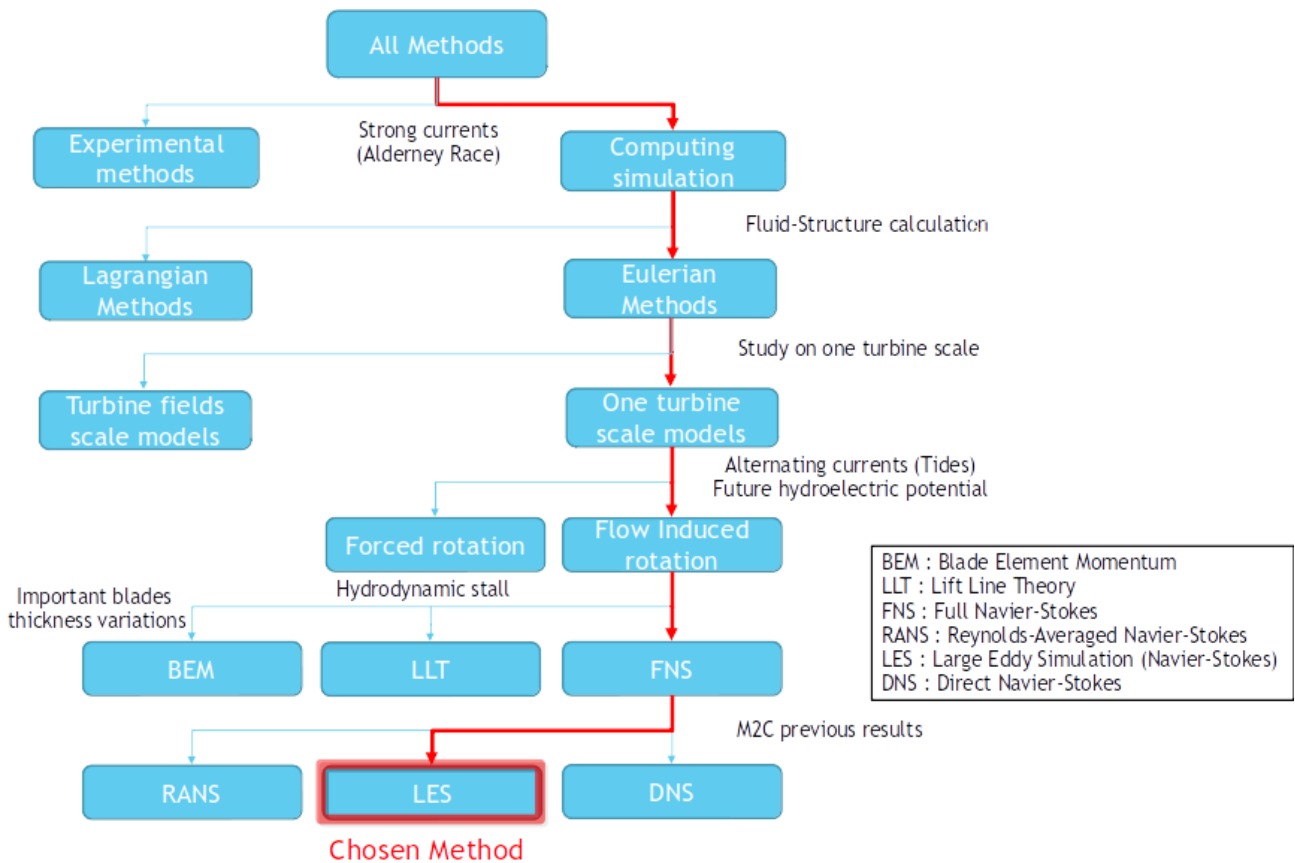 All Methods
Strong currents
(Alderney Race)
Experimental
methods
Computing
simulation
Fluid-Structure calculation
Lagrangian
Methods
Eulerian
Methods
Study on one turbine scale
Turbine fields
scale models
One turbine
scale models
Alternating currents (Tides)
Future hydroelectric potential
Forced rotation
Flow Induced
rotation
Hydrodynamic stall
Important blades
thickness variations
BEM
LLT
FNS
BEM : Blade Element Momentum
LLT : Lift Line Theory
FNS : Full Navier-Stokes
RANS : Reynolds-Averaged Navier-Stokes
LES : Large Eddy Simulation (Navier-Stokes)
DNS : Direct Navier-Stokes
M2C previous results
RANS
LES
DNS
Chosen Method